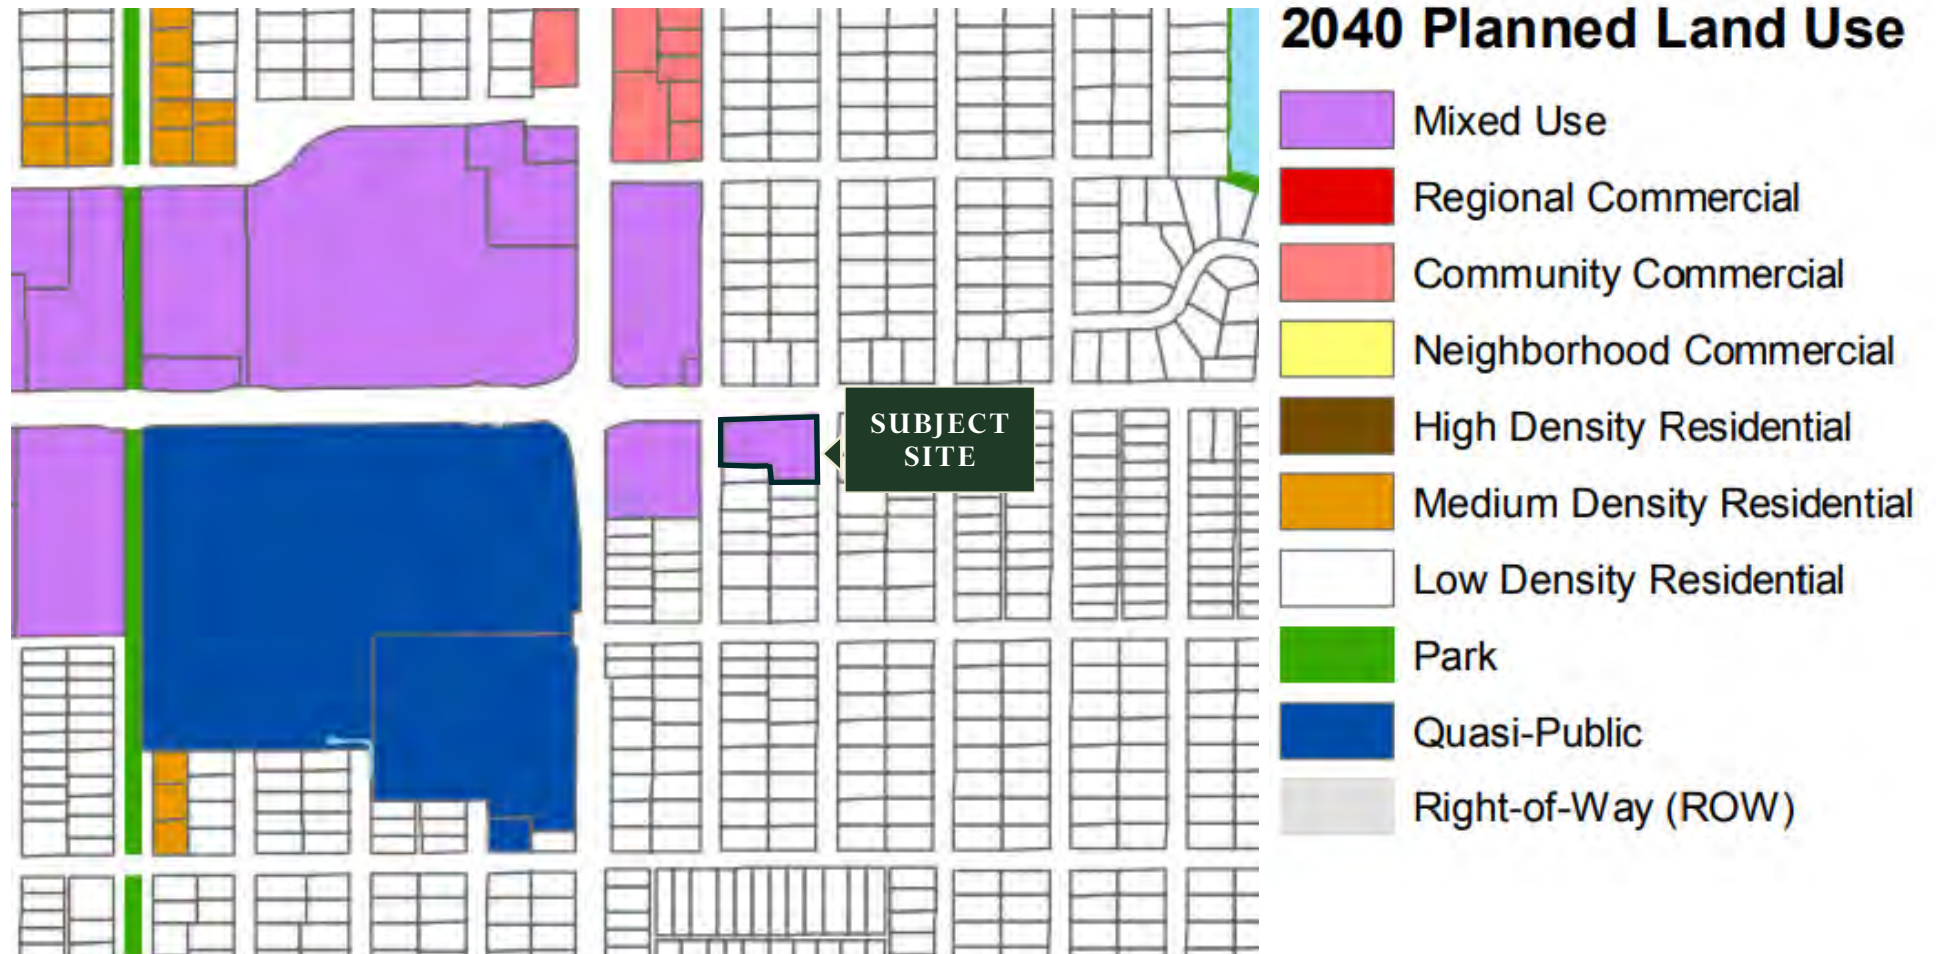 2040 Planned Land Use
Mixed Use
Regional Commercial
Community Commercial
Neighborhood Commercial
High Density Residential
Medium Density Residential
Low Density Residential
Park
Quasi-Public
Right-of-Way (ROW)
SUBJECT
SITE